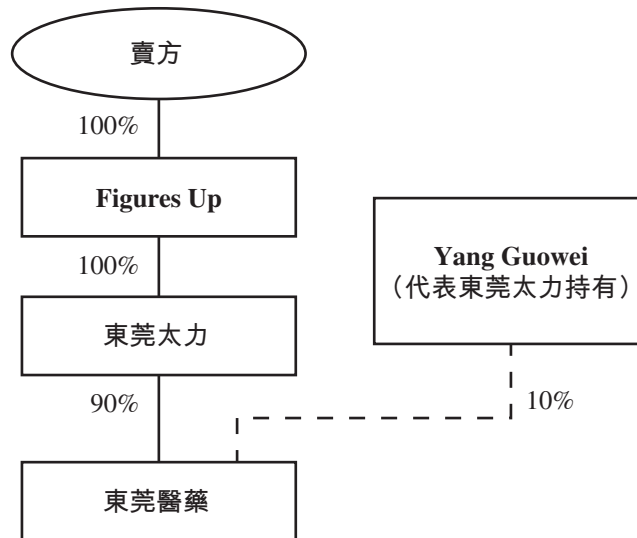 賣方
100%
Figures Up
100%
Yang Guowei
（代表東莞太力持有）
東莞太力
90%
10%
東莞醫藥